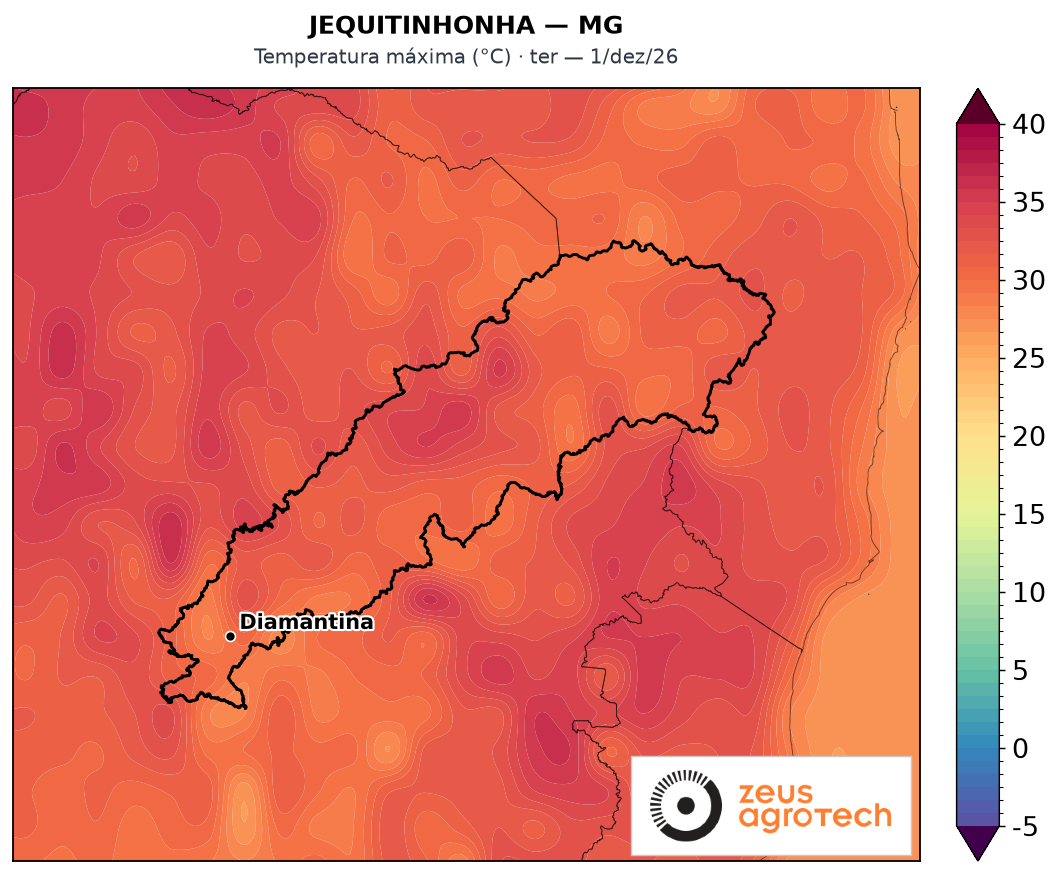 JEQUITINHONHA — MG
Temperatura máxima (°C) · ter — 1/dez/26
40
35
30
25
20
15
10
5
0
-5
Diamantina
zeus
agrotech